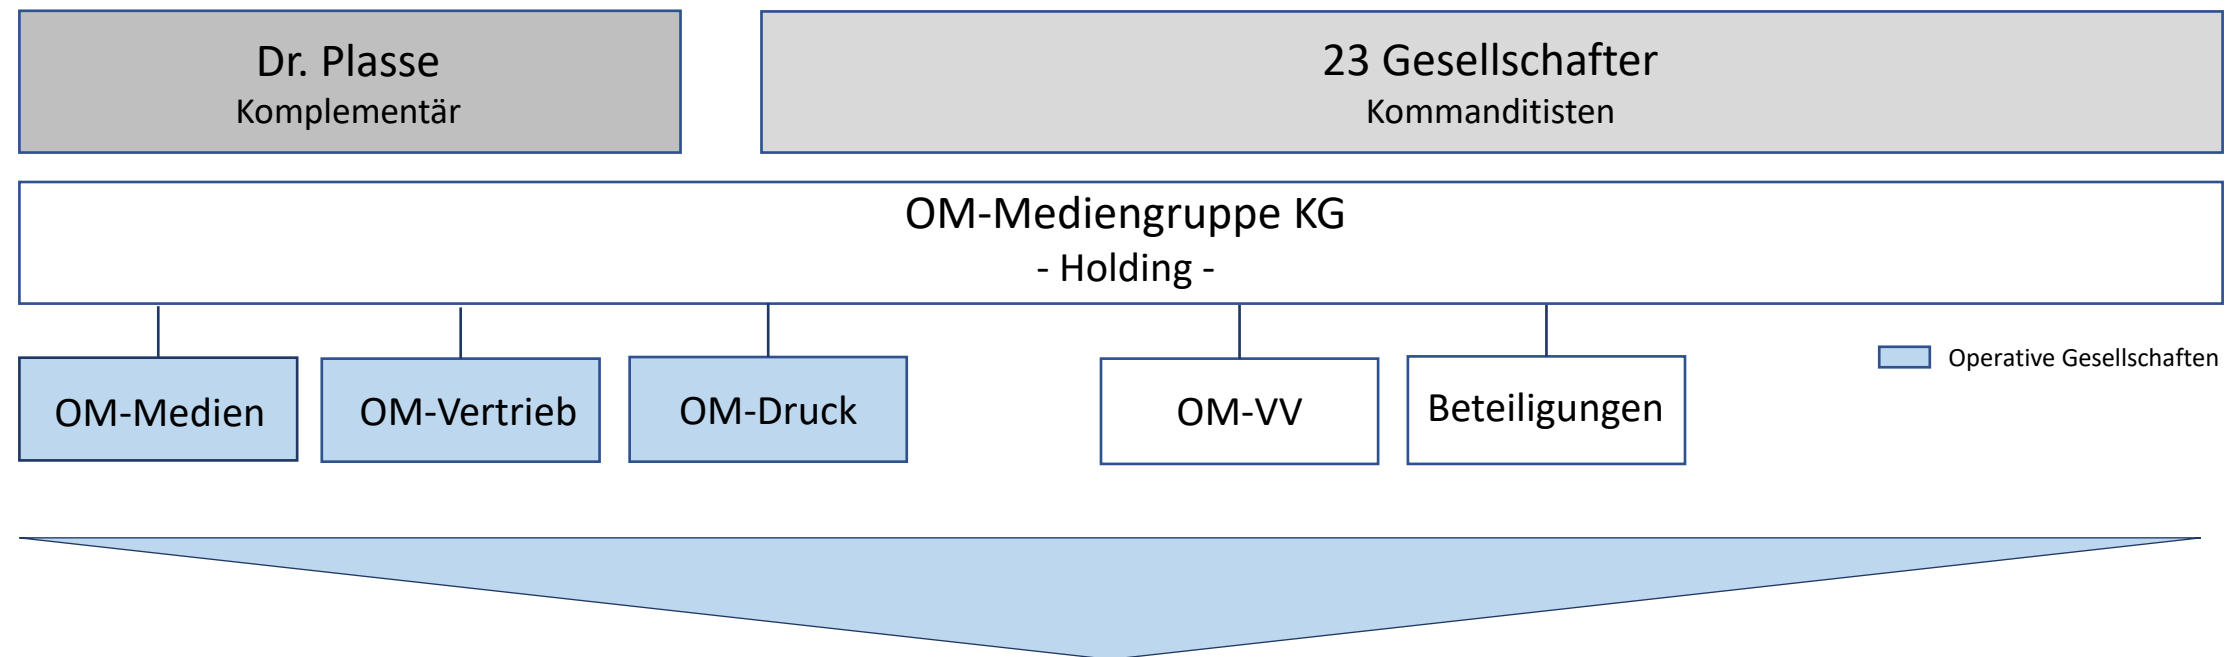 Dr. Plasse
Komplementär
23 Gesellschafter
Kommanditisten
OM-Mediengruppe KG
- Holding -
OM-Medien
OM-Vertrieb
OM-Druck
OM-VV
Beteiligungen
Operative Gesellschaften